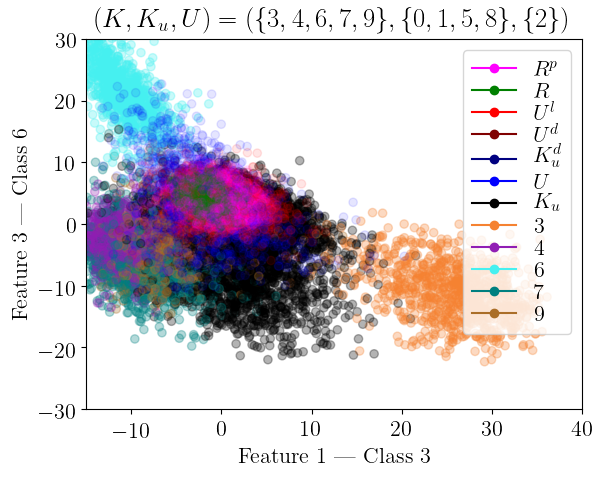 (K, K_u, U) = ({3, 4, 6, 7, 9}, {0, 1, 5, 8}, {2})
30
20
10
0
−10
−20
−30
Feature 3 — Class 6
R^p
R
U^l
U^d
K_u^d
U
K_u
3
4
6
7
9
−10
0
10
20
30
40
Feature 1 — Class 3